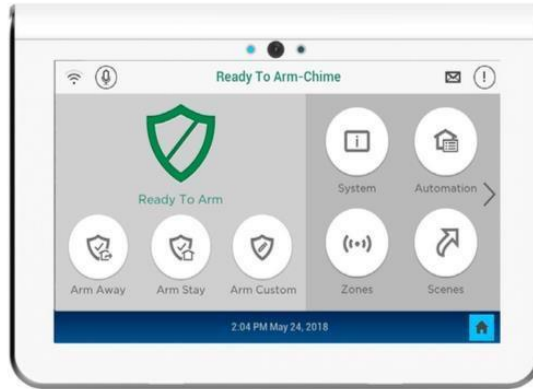 Ready To Arm-Chime
Ready To Arm
System
Automation
Arm Away
Arm Stay
Arm Custom
Zones
Scenes
2:04 PM May 24, 2018